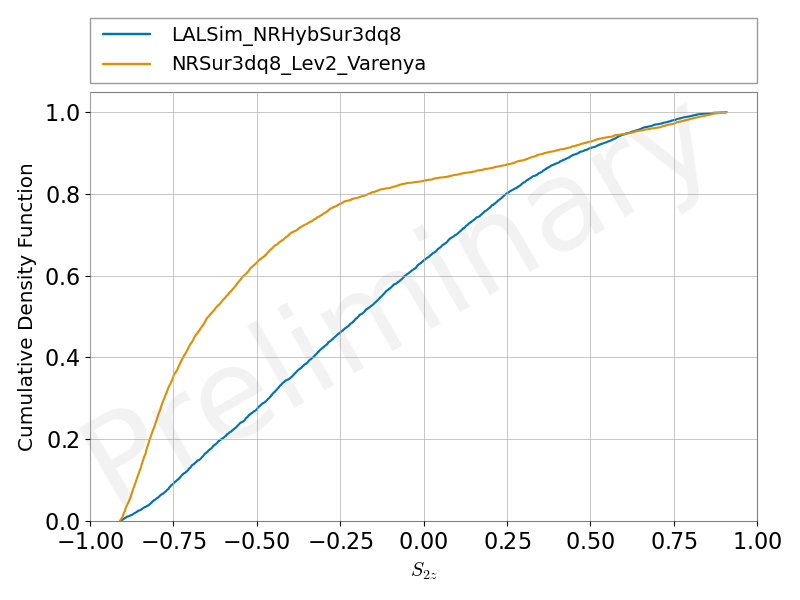 LALSim_NRHybSur3dq8
NRSur3dq8_Lev2_Varenya
1.0
0.8
0.6
0.4
0.2
0.0
Cumulative Density Function
Preliminary
−1.00 −0.75 −0.50 −0.25 0.00 0.25 0.50 0.75 1.00
S2z